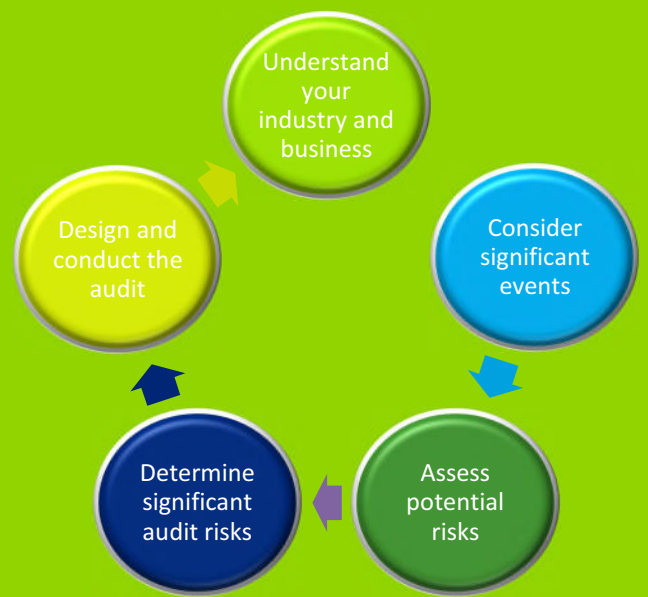 Understand
your
industry and
business
Consider
significant
events
Assess
potential
risks
Determine
significant
audit risks
Design and
conduct the
audit